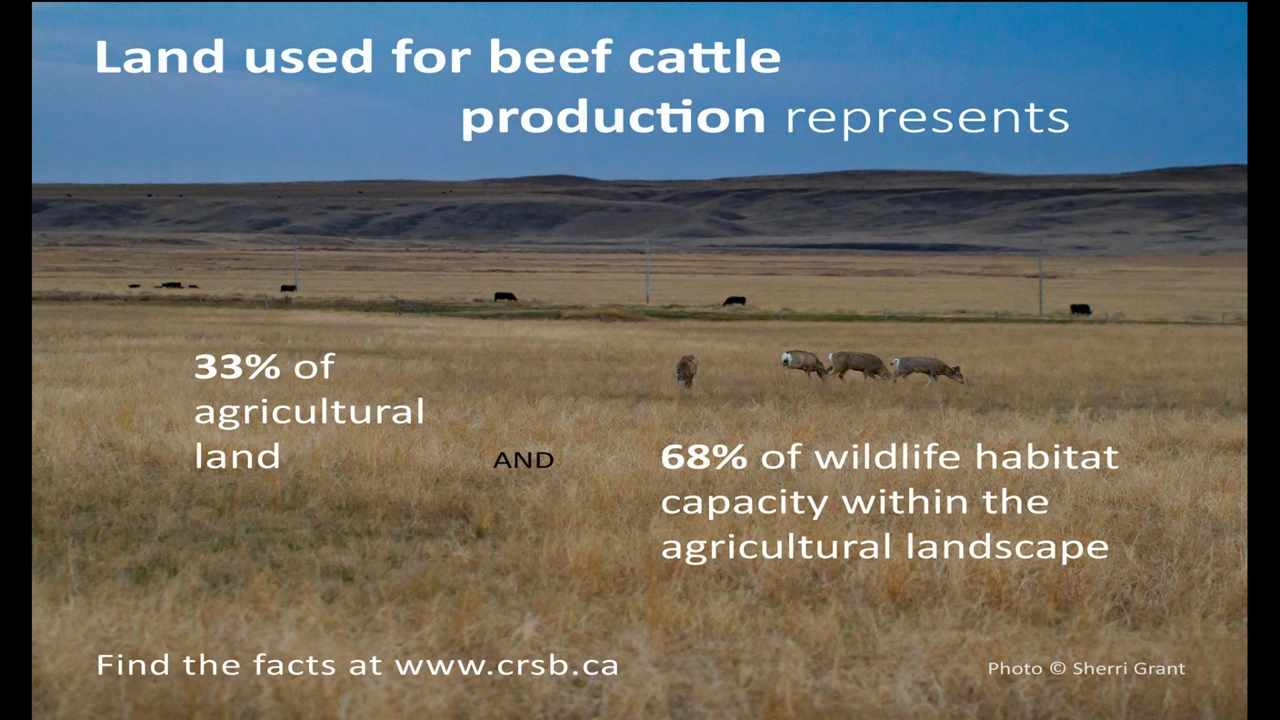 Land used for beef cattle
production represents
33% of
agricultural
land
AND
68% of wildlife habitat
capacity within the
agricultural landscape
Find the facts at www.crsb.ca
Photo © Sherri Grant